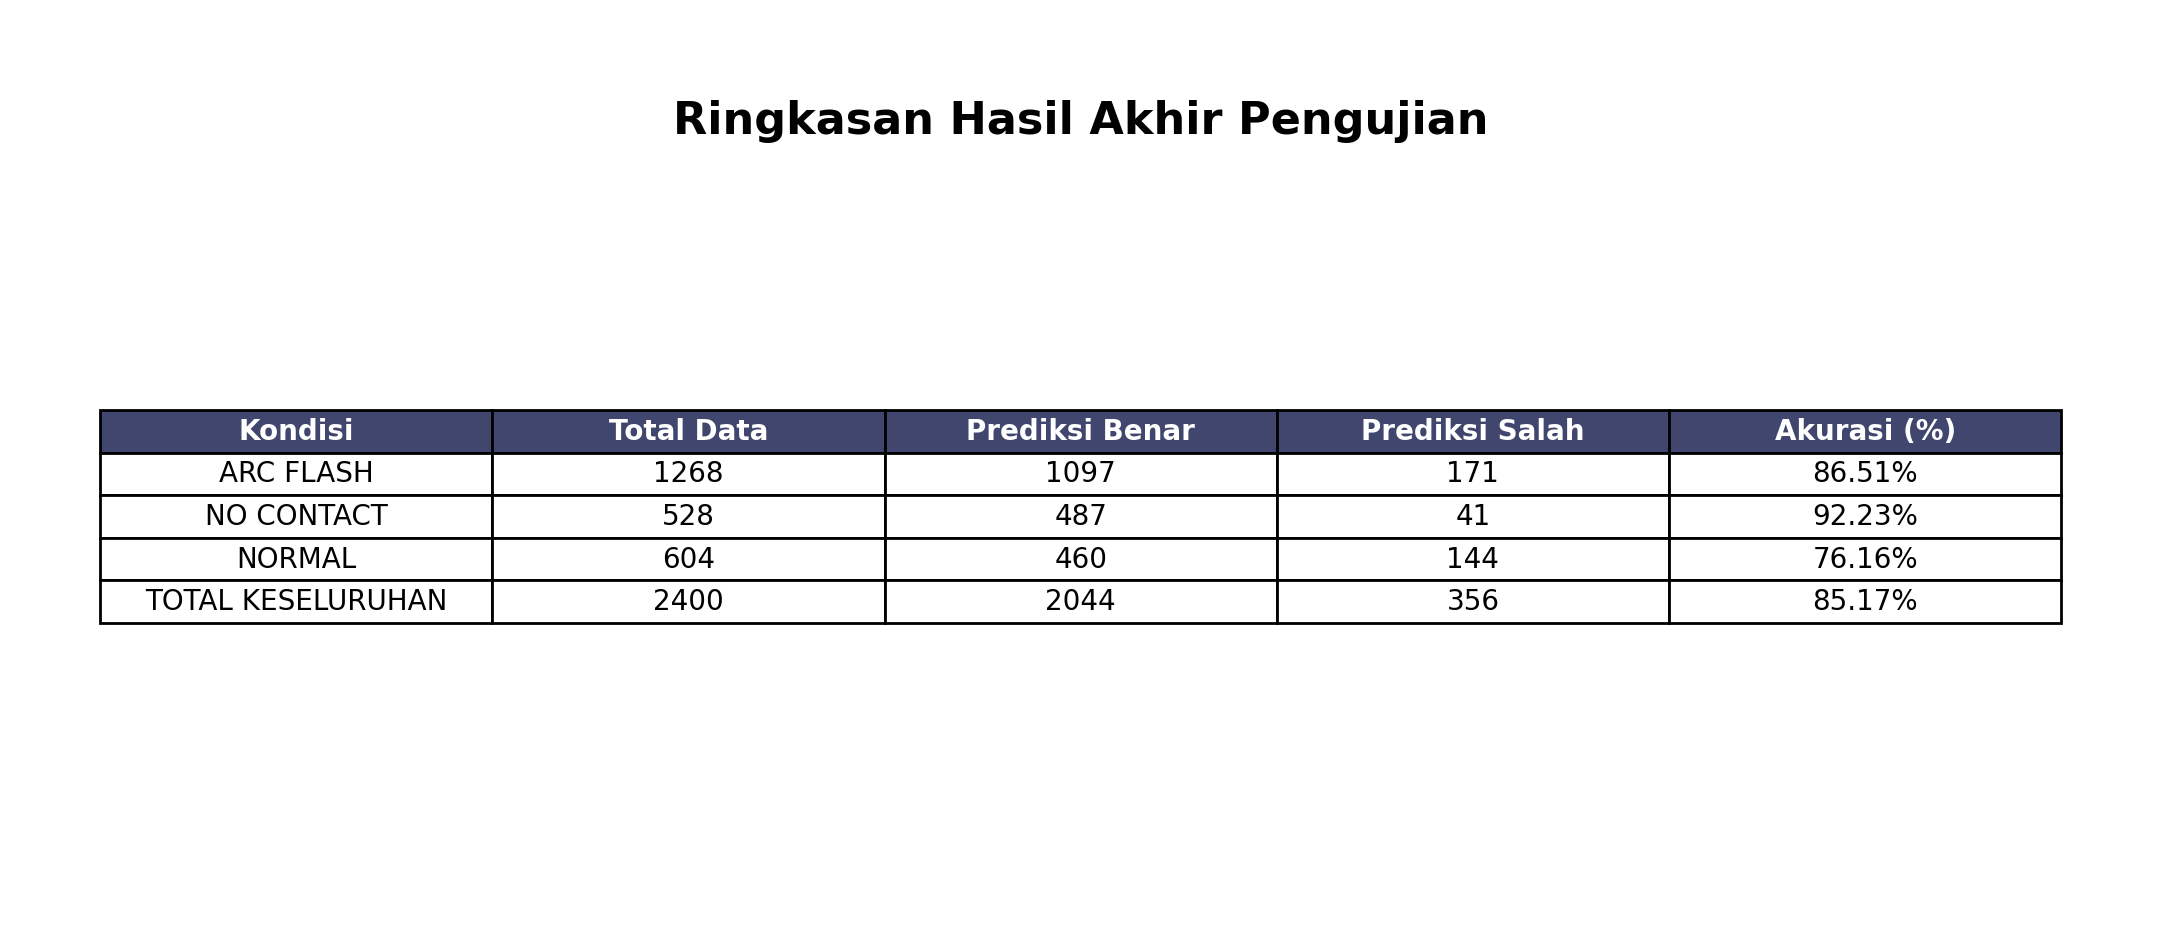 Ringkasan Hasil Akhir Pengujian
Kondisi Total Data Prediksi Benar Prediksi Salah Akurasi (%)
ARC FLASH 1268 1097 171 86.51%
NO CONTACT 528 487 41 92.23%
NORMAL 604 460 144 76.16%
TOTAL KESELURUHAN 2400 2044 356 85.17%